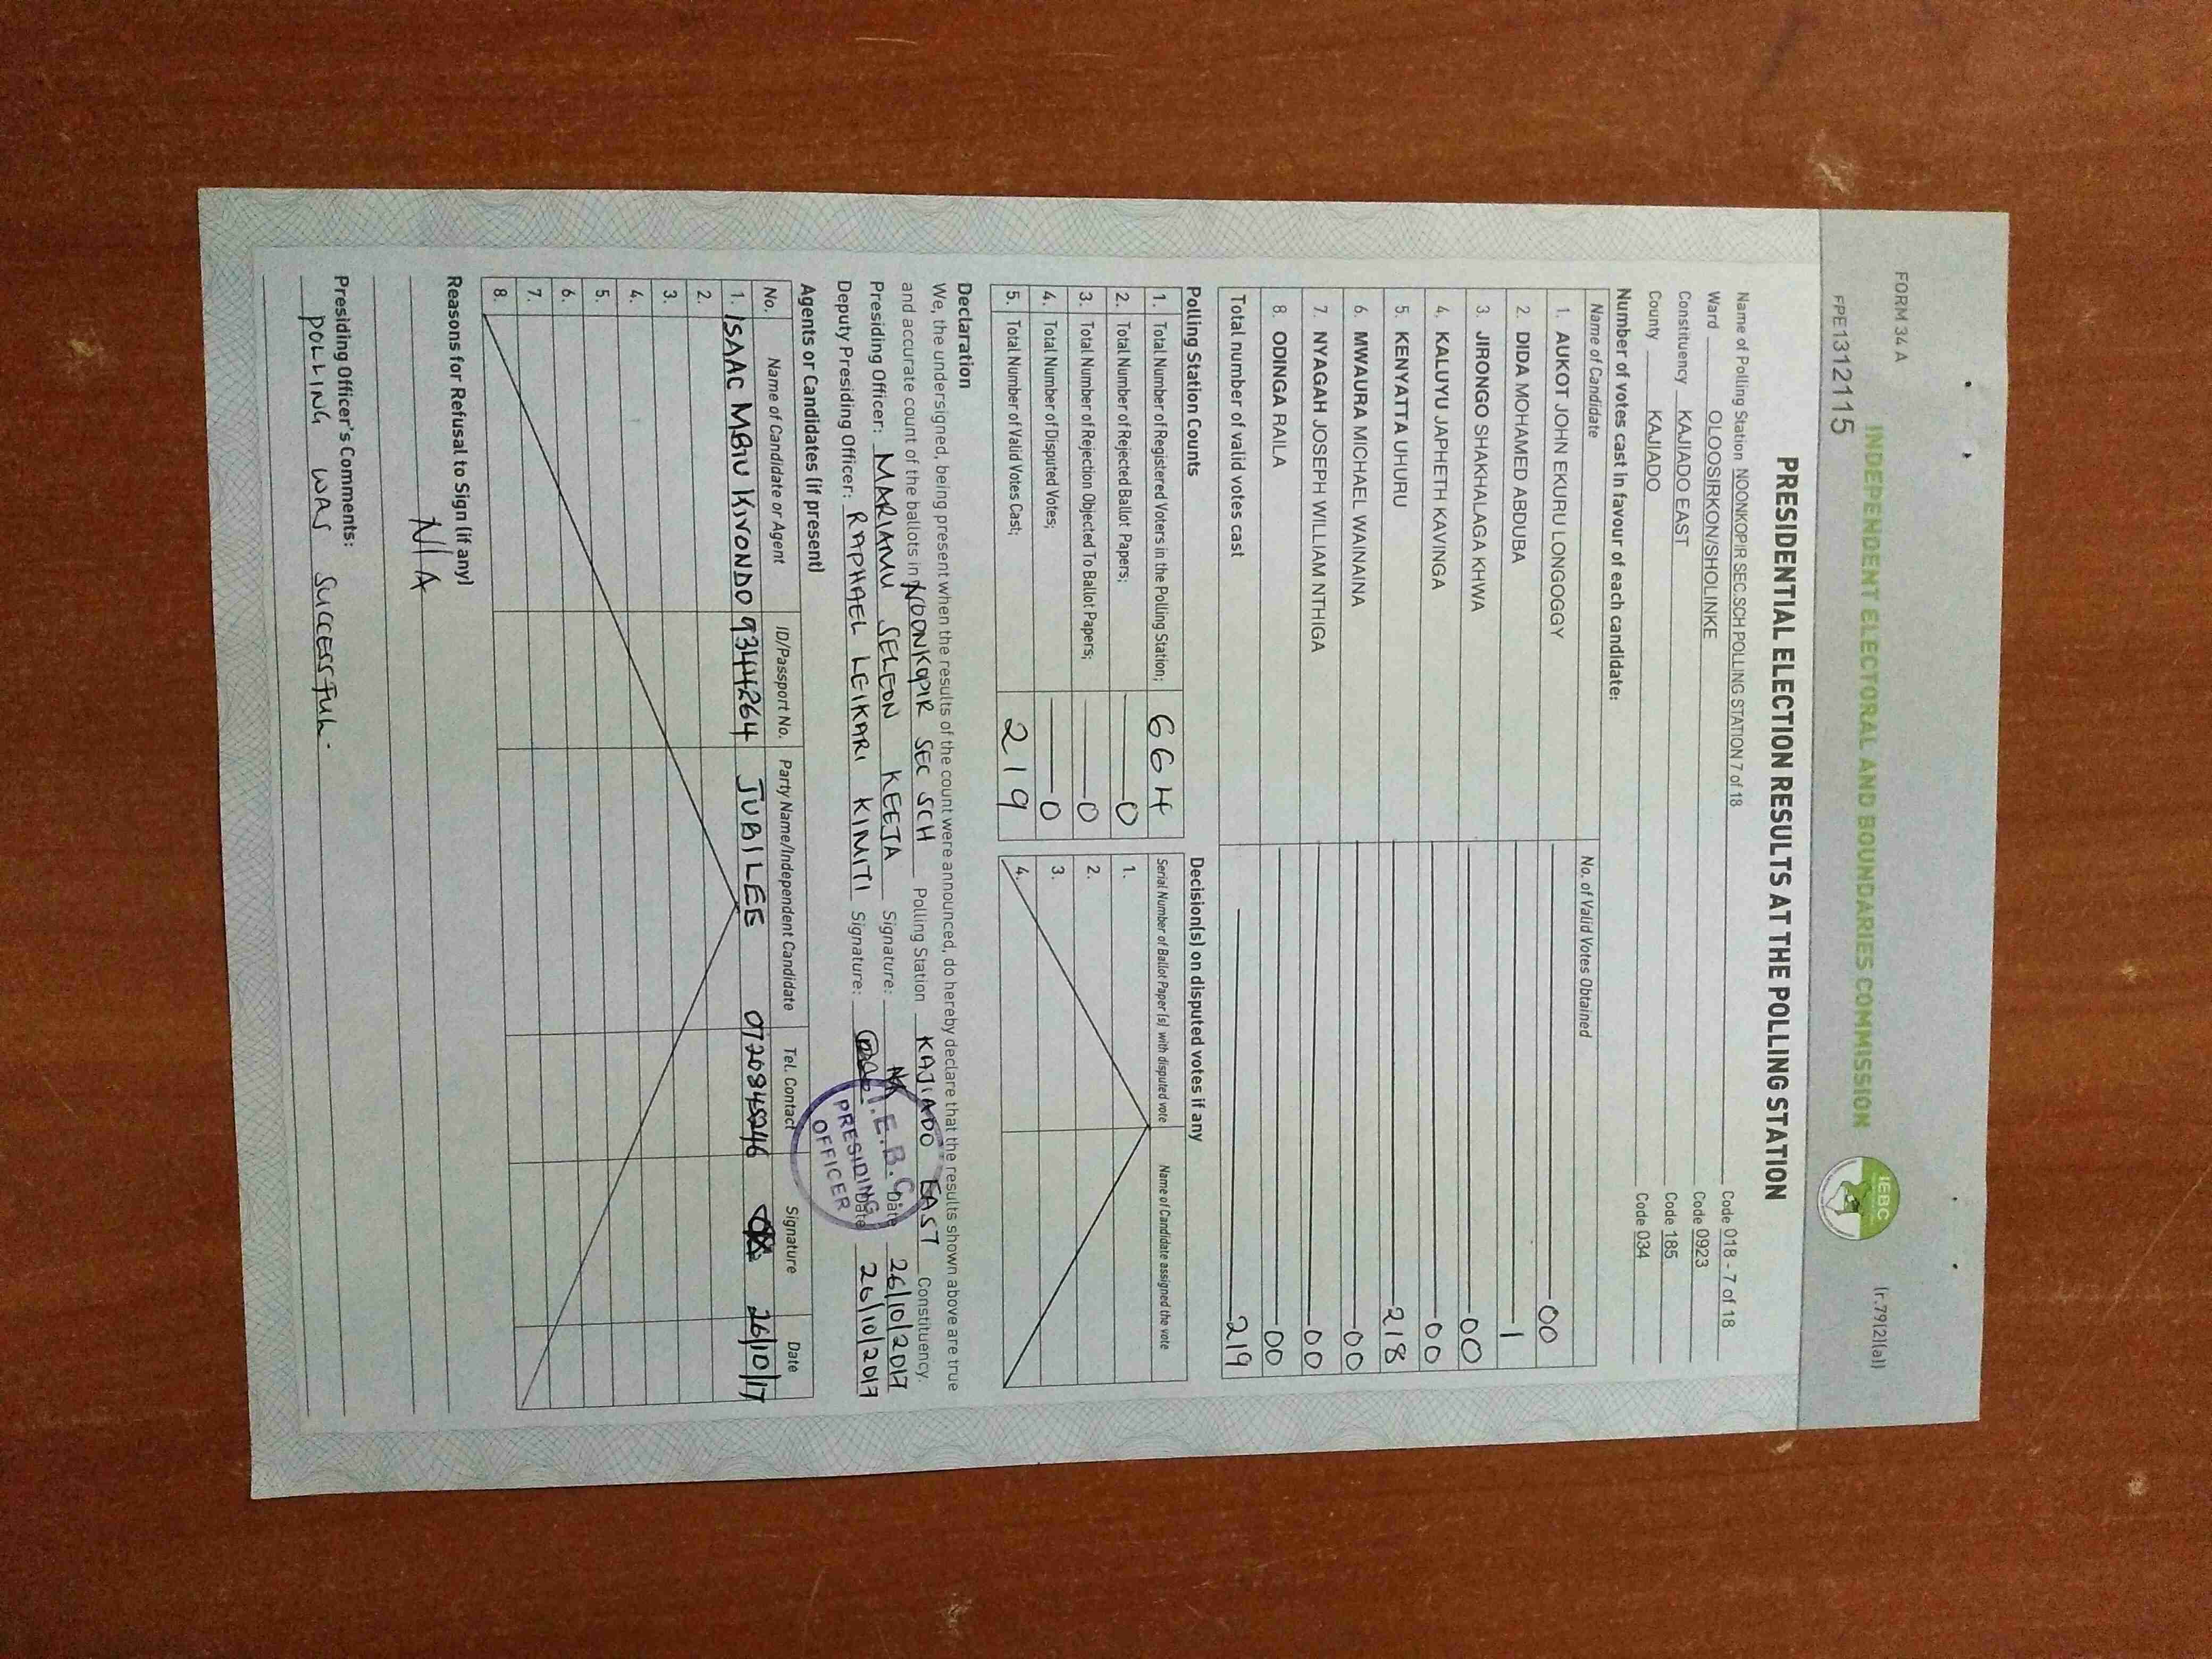 FORM 34 A
(r.79(2)(a))
INDEPENDENT ELECTORAL AND BOUNDARIES COMMISSION
IEBC
FPE1312115
PRESIDENTIAL ELECTION RESULTS AT THE POLLING STATION
Name of Polling Station NOONKOPIR SEC.SCH POLLING STATION 7 of 18 Code 018 - 7 of 18
Ward OLOOSIRKON/SHOLINKE Code 0923
Constituency KAJIADO EAST Code 185
County KAJIADO Code 034
Number of votes cast in favour of each candidate:
Name of Candidate No. of Valid Votes Obtained
1. AUKOT JOHN EKURU LONGOGGY 00
2. DIDA MOHAMED ABDUBA 1
3. JIRONGO SHAKHALAGA KHWA 00
4. KALUYU JAPHETH KAVINGA 00
5. KENYATTA UHURU 218
6. MWAURA MICHAEL WAINAINA 00
7. NYAGAH JOSEPH WILLIAM NTHIGA 00
8. ODINGA RAILA 00
Total number of valid votes cast 219
Polling Station Counts Decision(s) on disputed votes if any
1. Total Number of Registered Voters in the Polling Station; 664 Serial Number of Ballot Paper(s) with disputed vote Name of Candidate assigned the vote
2. Total Number of Rejected Ballot Papers; 0 1.
3. Total Number of Rejection Objected To Ballot Papers; 0 2.
4. Total Number of Disputed Votes; 0 3.
5. Total Number of Valid Votes Cast; 219 4.
Declaration
We, the undersigned, being present when the results of the count were announced, do hereby declare that the results shown above are true
and accurate count of the ballots in NOONKOPIR SEC SCH Polling Station KAJIADO EAST Constituency.
Presiding Officer: MARIAMU SELEON KEEJA Signature: Date 26/10/2017
Deputy Presiding Officer: RAPHAEL LEIKARI KIMITI Signature: Date 26/10/2017
I.E.B.C
PRESIDING
OFFICER
Agents or Candidates (if present)
No. Name of Candidate or Agent ID/Passport No. Party Name/Independent Candidate Tel. Contact Signature Date
1. ISAAC MBIU KIVONDO 9344264 JUBILEE 26/10/17
2.
3.
4.
5.
6.
7.
8.
Reasons for Refusal to Sign (if any)
N/A
Presiding Officer's Comments:
POLLING WAS SUCCESSFUL.